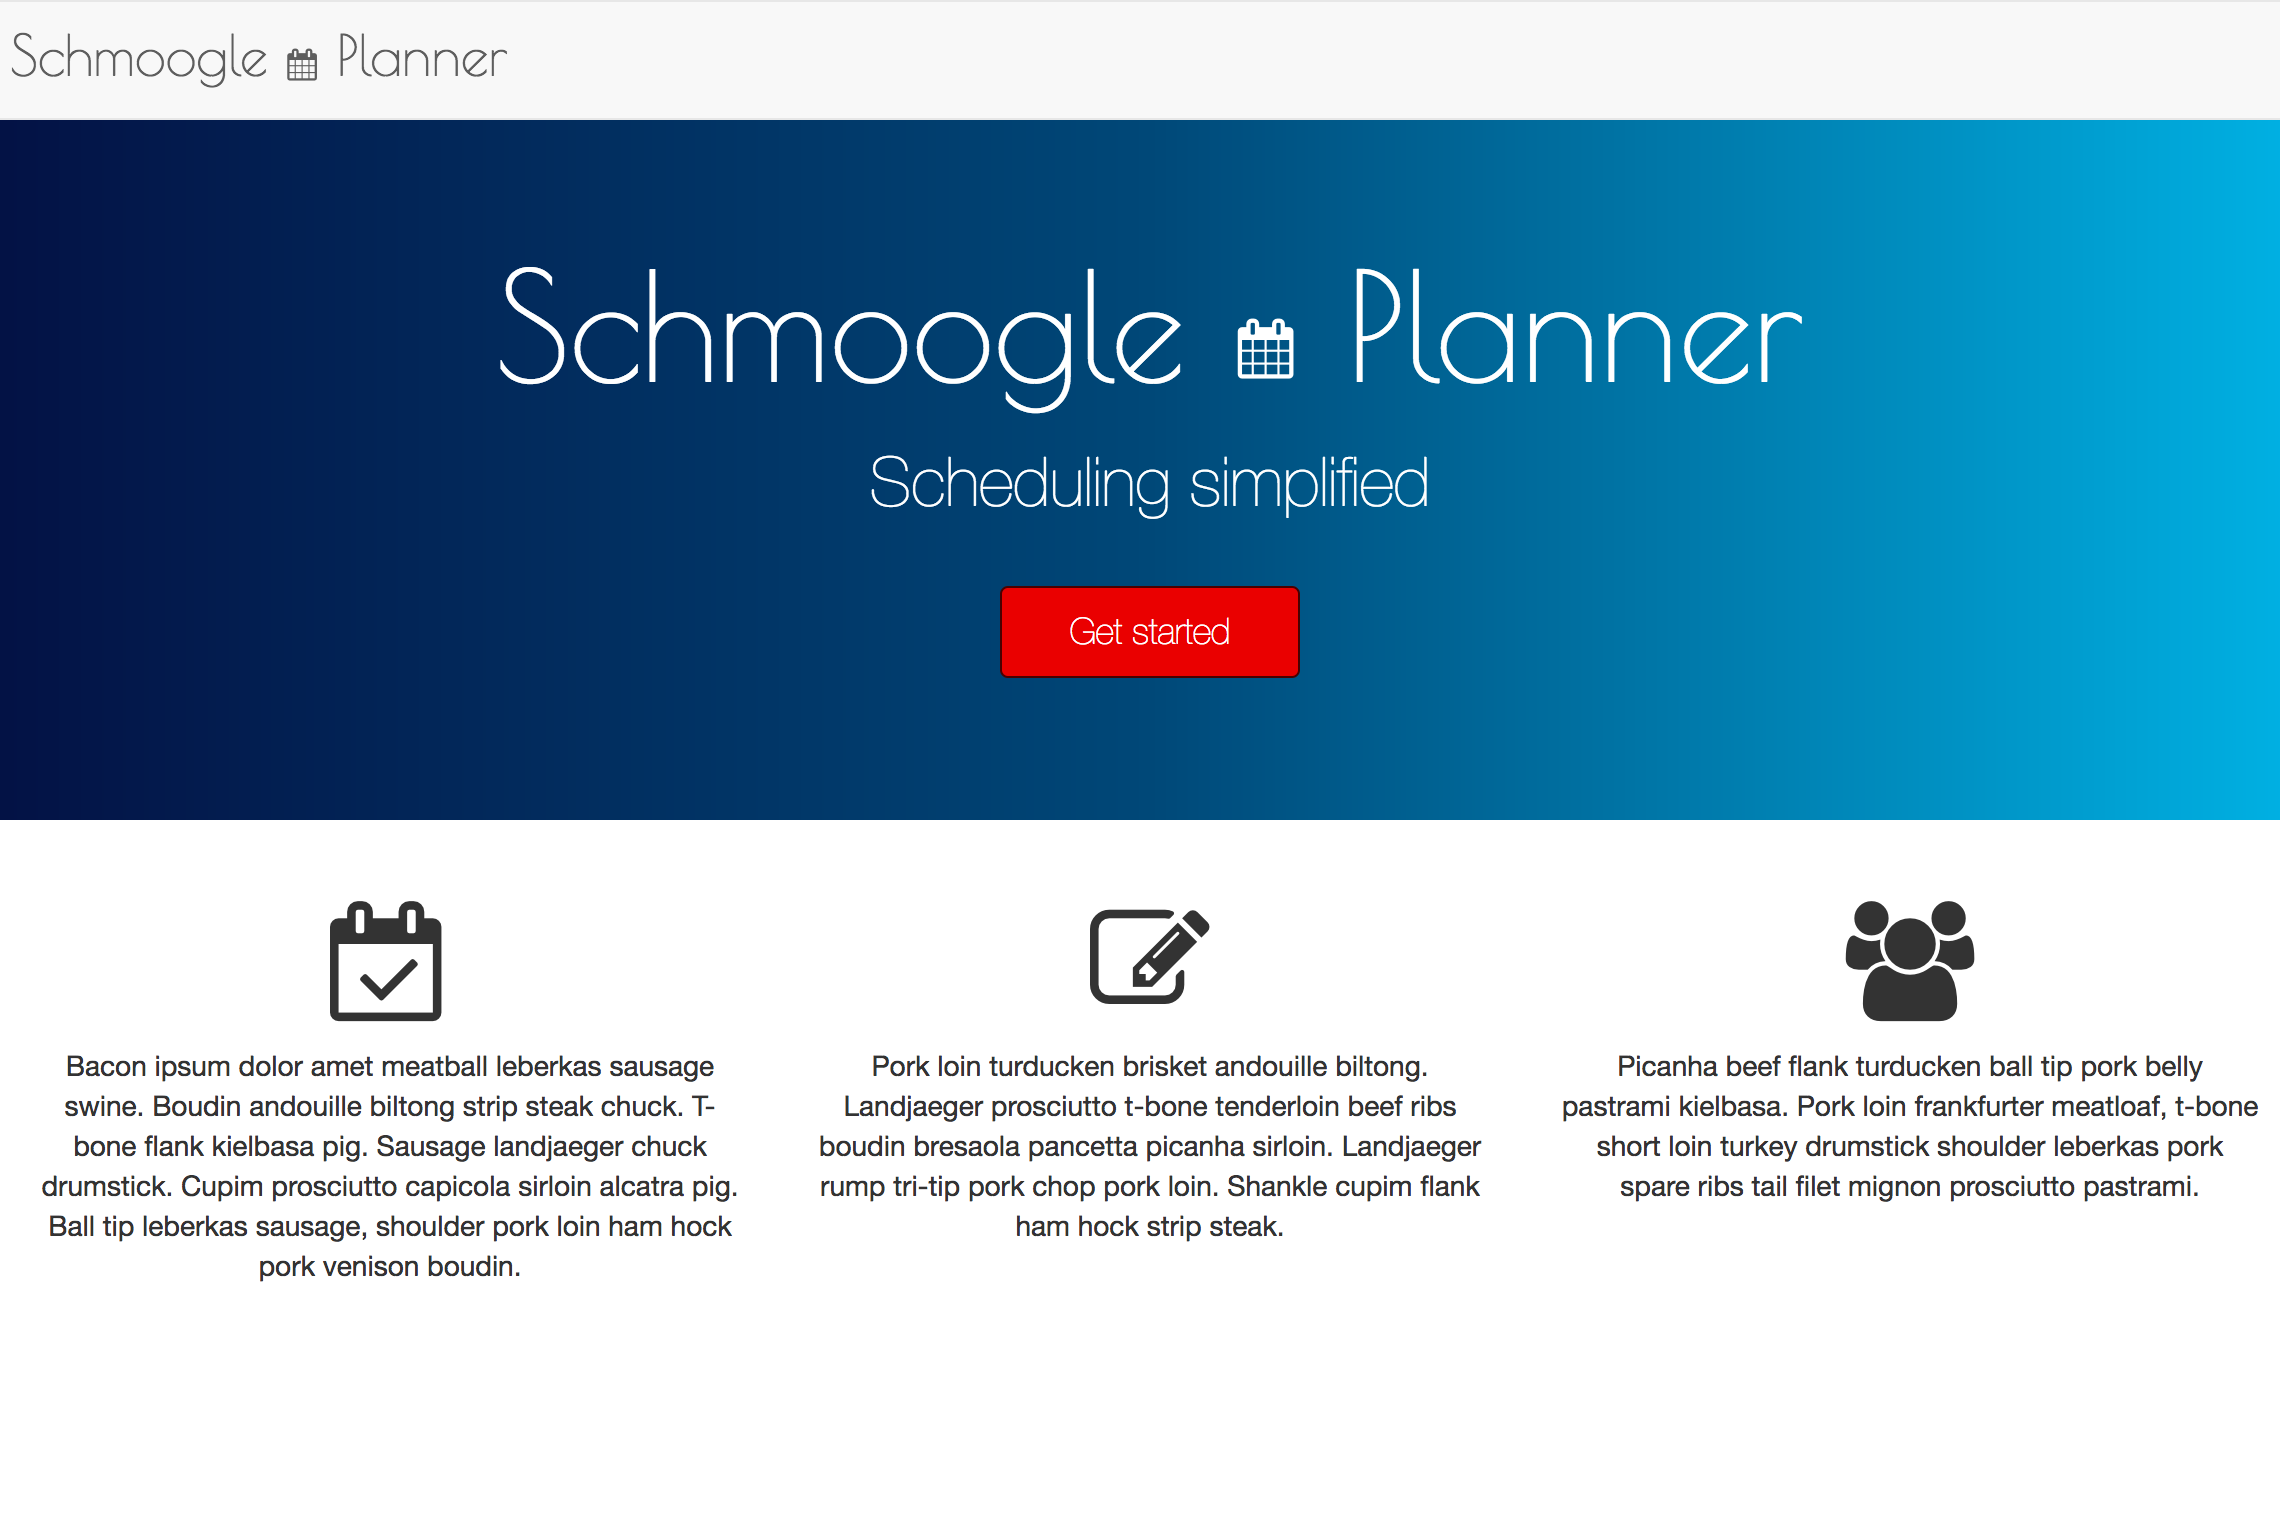 Schmoogle Planner
Schmoogle Planner
Scheduling simplified
Get started
Bacon ipsum dolor amet meatball leberkas sausage
swine. Boudin andouille biltong strip steak chuck. T-
bone flank kielbasa pig. Sausage landjaeger chuck
drumstick. Cupim prosciutto capicola sirloin alcatra pig.
Ball tip leberkas sausage, shoulder pork loin ham hock
pork venison boudin.
Pork loin turducken brisket andouille biltong.
Landjaeger prosciutto t-bone tenderloin beef ribs
boudin bresaola pancetta picanha sirloin. Landjaeger
rump tri-tip pork chop pork loin. Shankle cupim flank
ham hock strip steak.
Picanha beef flank turducken ball tip pork belly
pastrami kielbasa. Pork loin frankfurter meatloaf, t-bone
short loin turkey drumstick shoulder leberkas pork
spare ribs tail filet mignon prosciutto pastrami.